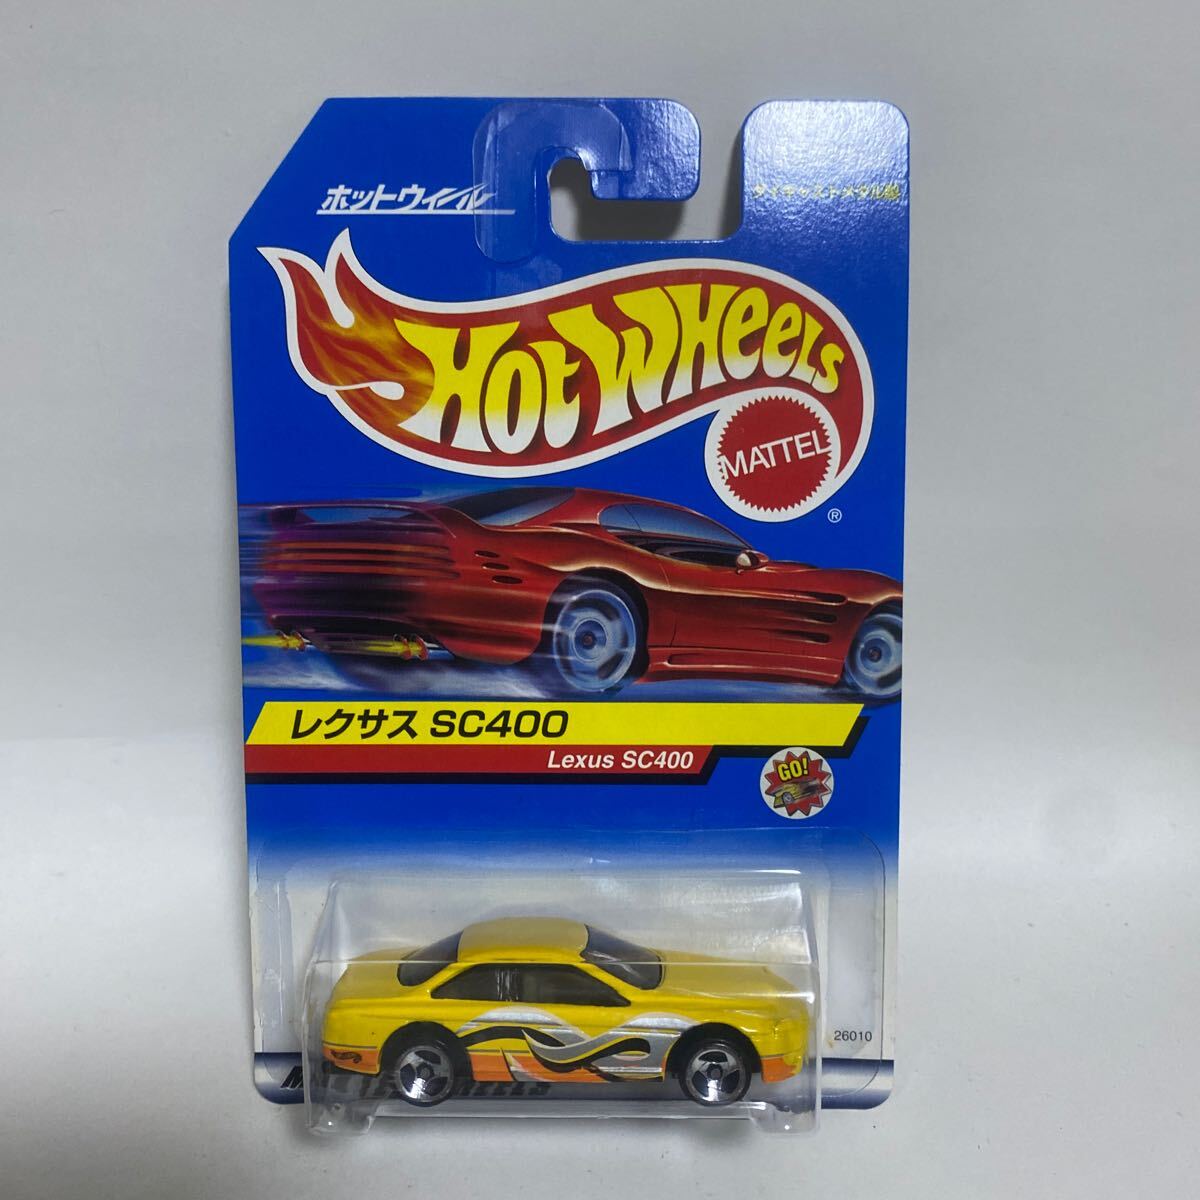 ホットウィール
ダイキャストメタル製
HOT WHEELS
MATTEL
®
レクサス SC400
Lexus SC400
GO!
26010